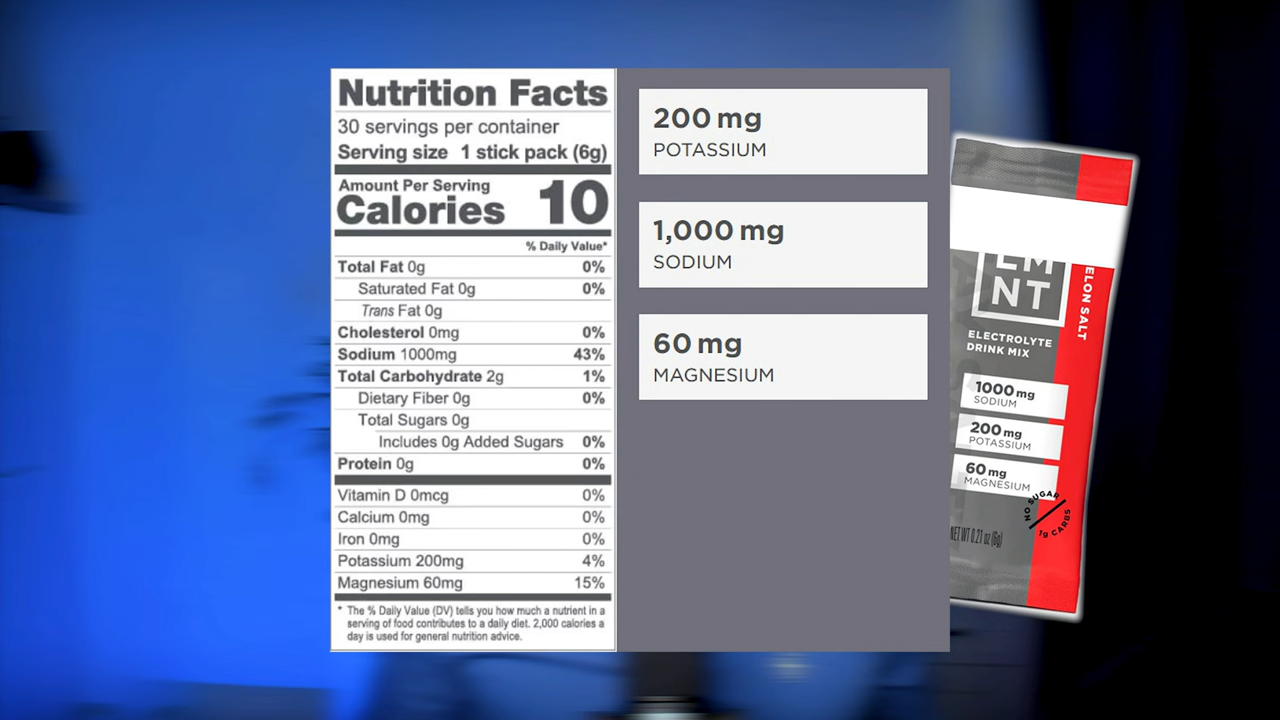 Nutrition Facts
30 servings per container
Serving size 1 stick pack (6g)
Amount Per Serving
Calories 10
% Daily Value*
Total Fat 0g 0%
Saturated Fat 0g 0%
Trans Fat 0g
Cholesterol 0mg 0%
Sodium 1000mg 43%
Total Carbohydrate 2g 1%
Dietary Fiber 0g 0%
Total Sugars 0g
Includes 0g Added Sugars 0%
Protein 0g 0%
Vitamin D 0mcg 0%
Calcium 0mg 0%
Iron 0mg 0%
Potassium 200mg 4%
Magnesium 60mg 15%
* The % Daily Value (DV) tells you how much a nutrient in a
serving of food contributes to a daily diet. 2,000 calories a
day is used for general nutrition advice.
200 mg
POTASSIUM
1,000 mg
SODIUM
60 mg
MAGNESIUM
LM
NT
ELON SALT
ELECTROLYTE
DRINK MIX
1000 mg
SODIUM
200 mg
POTASSIUM
60 mg
MAGNESIUM
NO SUGAR
1g CARBS
NET WT 0.21 oz (6g)